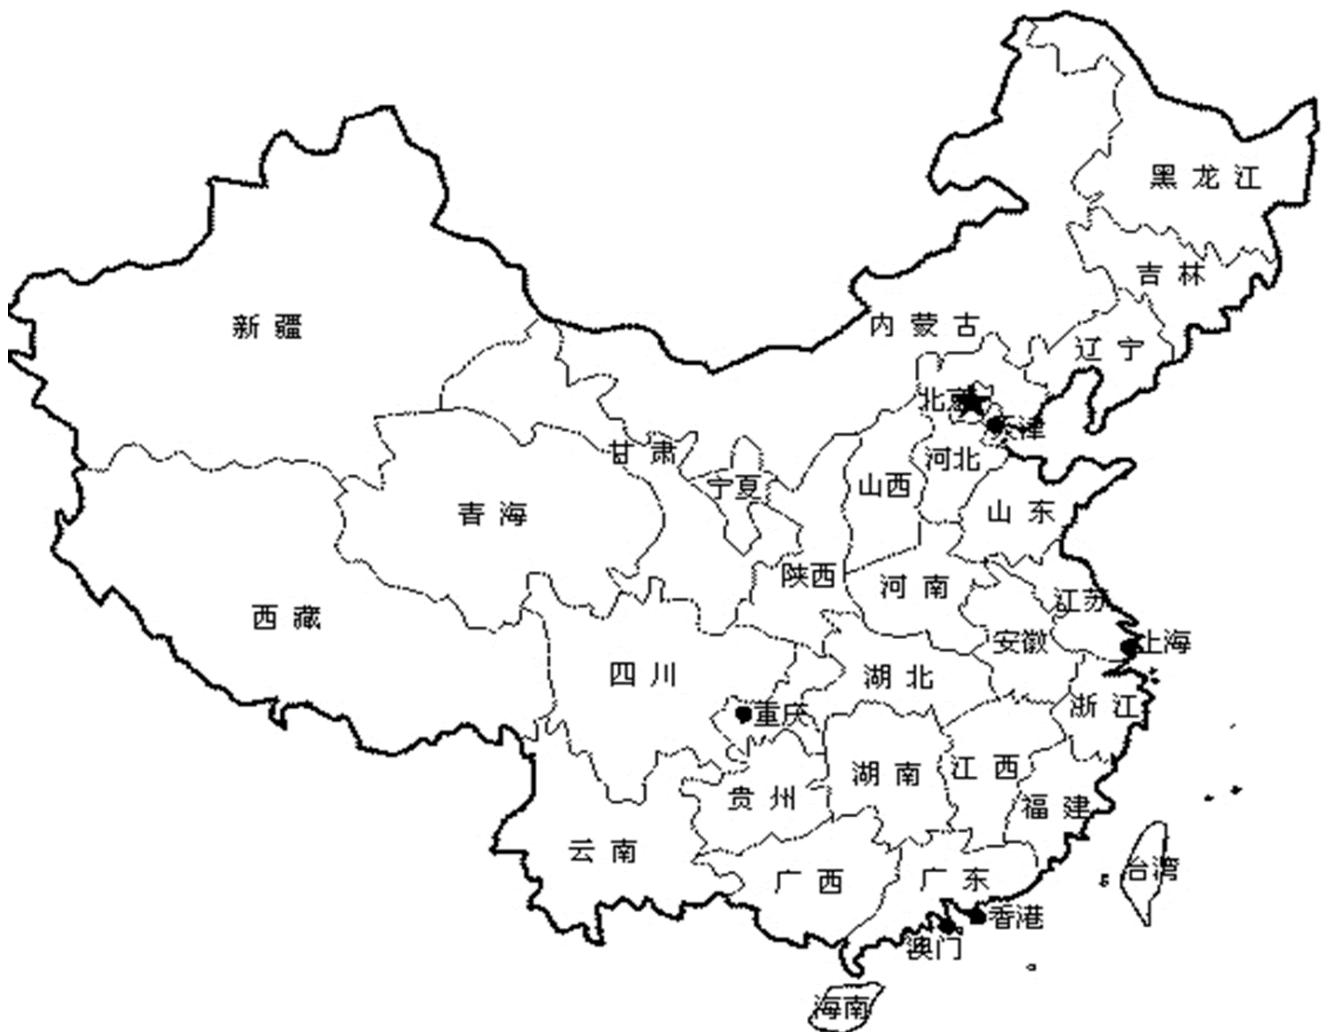 黑龙江
吉林
辽宁
内蒙古
新疆
北京
天津
甘肃
河北
宁夏
山西
山东
青海
陕西
河南
江苏
西藏
安徽
上海
四川
湖北
浙江
重庆
江西
湖南
贵州
福建
云南
台湾
广西
广东
香港
澳门
海南